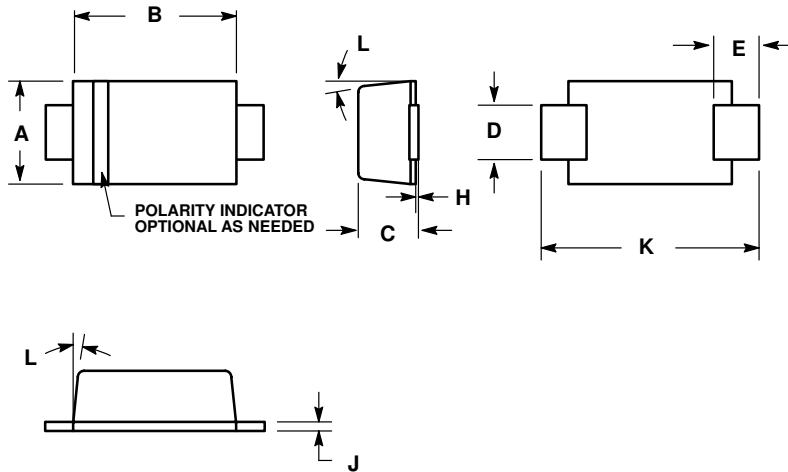 B
L
E
A
D
H
POLARITY INDICATOR
OPTIONAL AS NEEDED
C
K
L
J